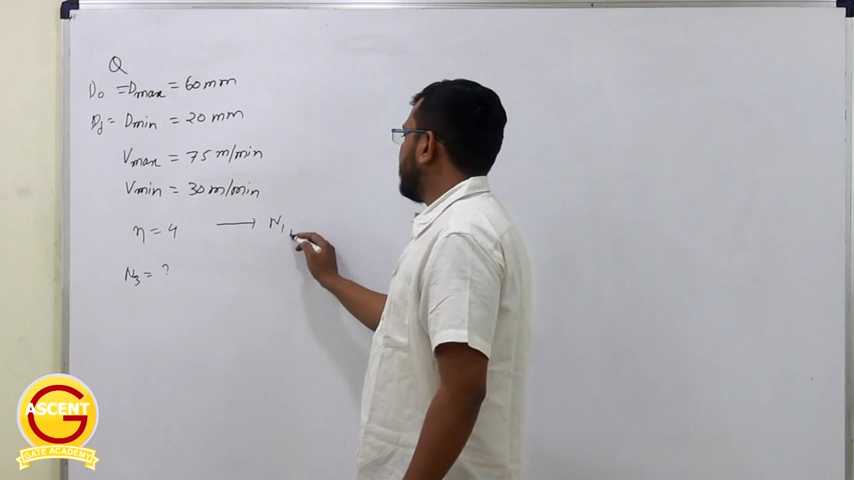 Q
D₀ = Dmax = 60 mm
Df = Dmin = 20 mm
Vmax = 75 m/min
Vmin = 30 m/min
n = 4 → N₁,
N₃ = ?
ASCENT
GATE ACADEMY